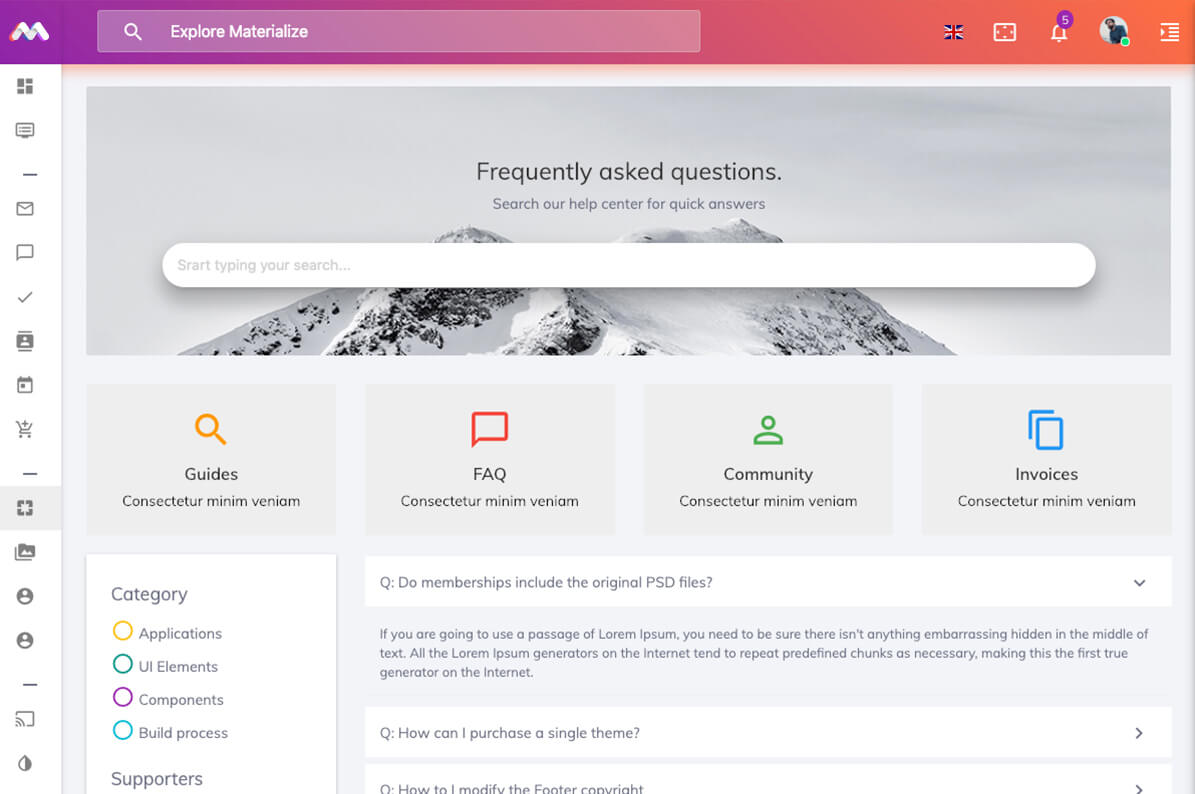 Explore Materialize
5
Frequently asked questions.
Search our help center for quick answers
Srart typing your search...
Guides
Consectetur minim veniam
FAQ
Consectetur minim veniam
Community
Consectetur minim veniam
Invoices
Consectetur minim veniam
Category
Applications
UI Elements
Components
Build process
Supporters
Q: Do memberships include the original PSD files?
If you are going to use a passage of Lorem Ipsum, you need to be sure there isn't anything embarrassing hidden in the middle of
text. All the Lorem Ipsum generators on the Internet tend to repeat predefined chunks as necessary, making this the first true
generator on the Internet.
Q: How can I purchase a single theme?
Q: How to I modify the Footer copyright